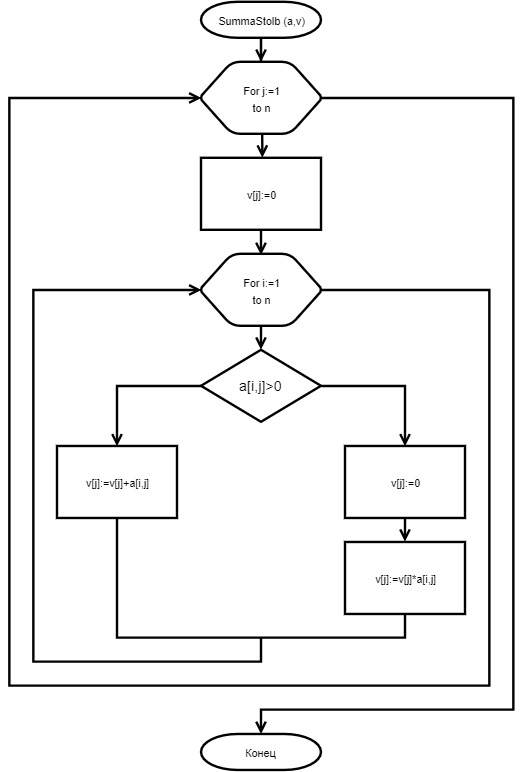 SummaStolb (a,v)
For j:=1
to n
v[j]:=0
For i:=1
to n
a[i,j]>0
v[j]:=v[j]+a[i,j]
v[j]:=0
v[j]:=v[j]*a[i,j]
Конец